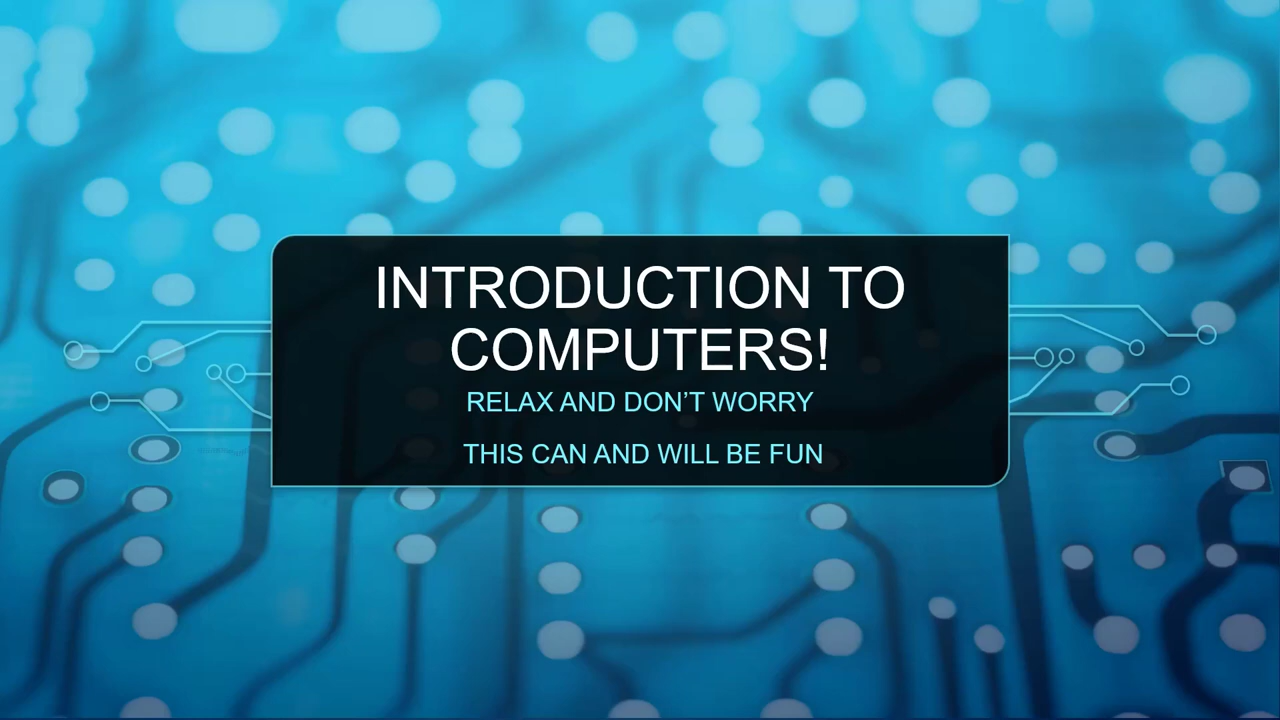 INTRODUCTION TO
COMPUTERS!
RELAX AND DON’T WORRY
THIS CAN AND WILL BE FUN